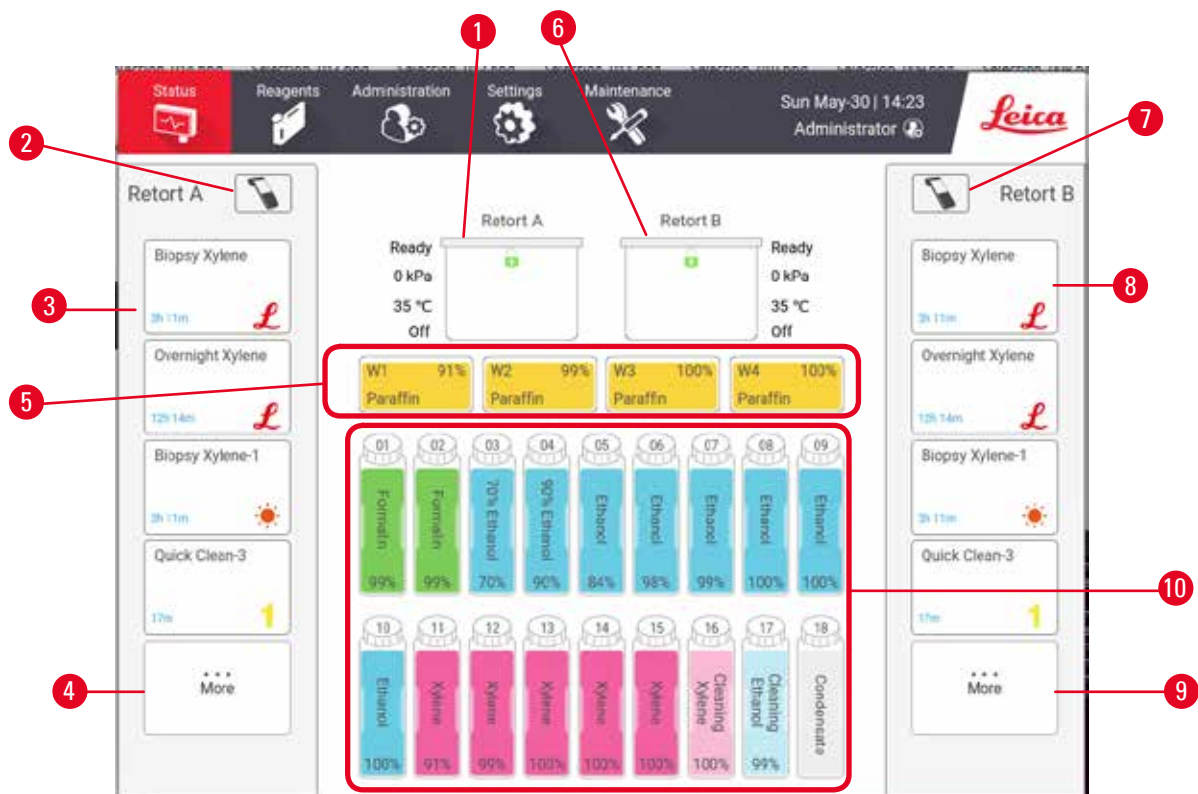 1
6
Status
Reagents
Administration
Settings
Maintenance
Sun May-30 | 14:23
Administrator
Leica
2
7
Retort A
Retort B
Retort A
Retort B
Ready
0 kPa
35 °C
Off
Ready
0 kPa
35 °C
Off
3
Biopsy Xylene
3h 11m
Overnight Xylene
12h 14m
Biopsy Xylene-1
3h 11m
Quick Clean-3
17m
1
4
... More
5
W1 91%
Paraffin
W2 99%
Paraffin
W3 100%
Paraffin
W4 100%
Paraffin
01 02 03 04 05 06 07 08 09
Formalin
Formalin
70% Ethanol
90% Ethanol
Ethanol
Ethanol
Ethanol
Ethanol
Ethanol
99% 99% 70% 90% 84% 98% 99% 100% 100%
10 11 12 13 14 15 16 17 18
Ethanol
Xylene
Xylene
Xylene
Xylene
Xylene
Cleaning
Xylene
Cleaning
Ethanol
Condensate
100% 91% 99% 100% 100% 100% 100% 99%
8
Biopsy Xylene
3h 11m
Overnight Xylene
12h 14m
Biopsy Xylene-1
3h 11m
Quick Clean-3
17m
1
10
... More
9